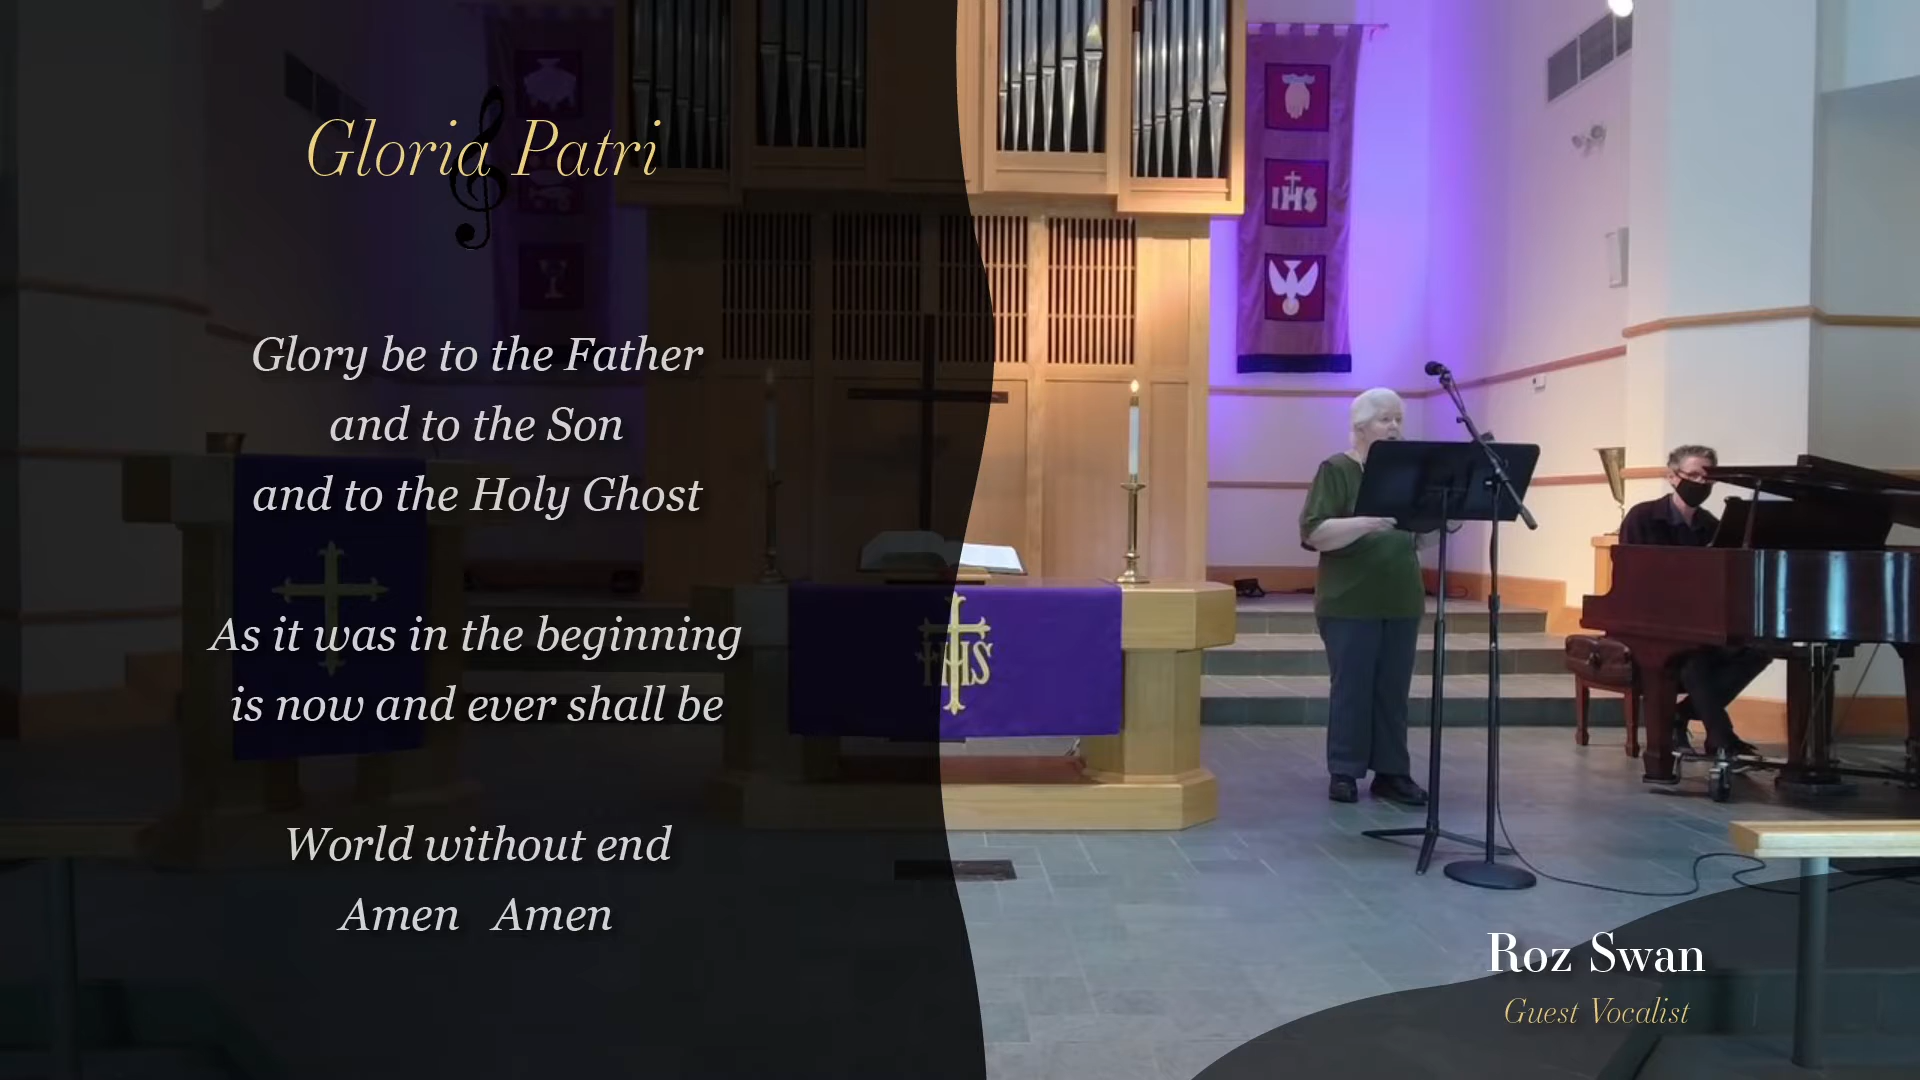 Gloria Patri
Glory be to the Father
and to the Son
and to the Holy Ghost
As it was in the beginning
is now and ever shall be
World without end
Amen Amen
IHS
IHS
Roz Swan
Guest Vocalist